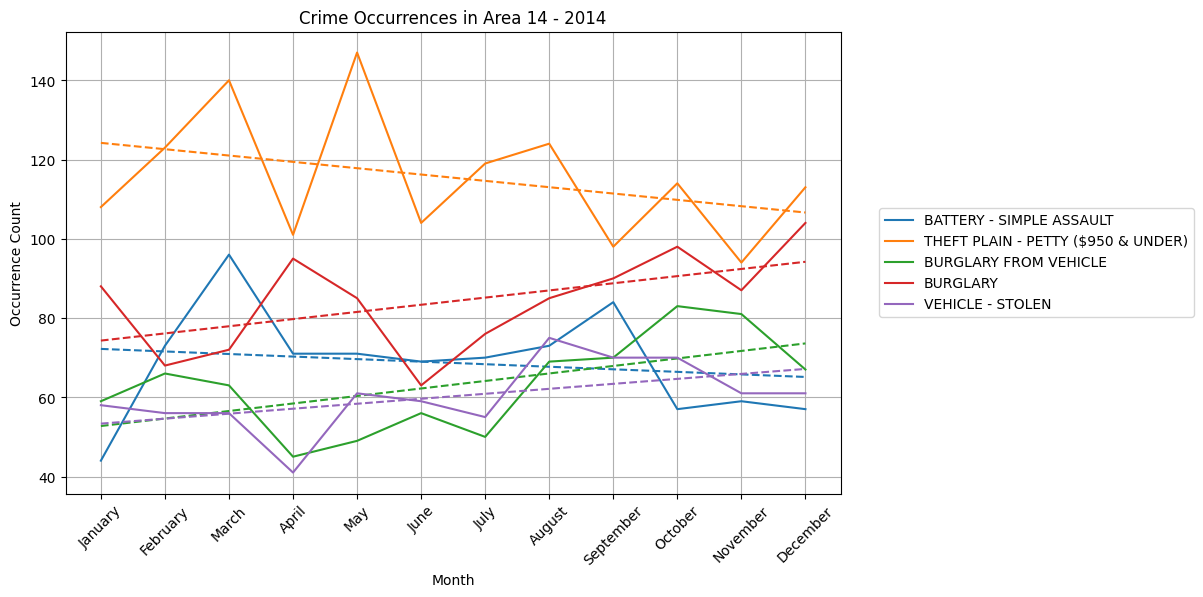 Crime Occurrences in Area 14 - 2014
Occurrence Count
140
120
100
80
60
40
January
February
March
April
May
June
July
August
September
October
November
December
Month
BATTERY - SIMPLE ASSAULT
THEFT PLAIN - PETTY ($950 & UNDER)
BURGLARY FROM VEHICLE
BURGLARY
VEHICLE - STOLEN